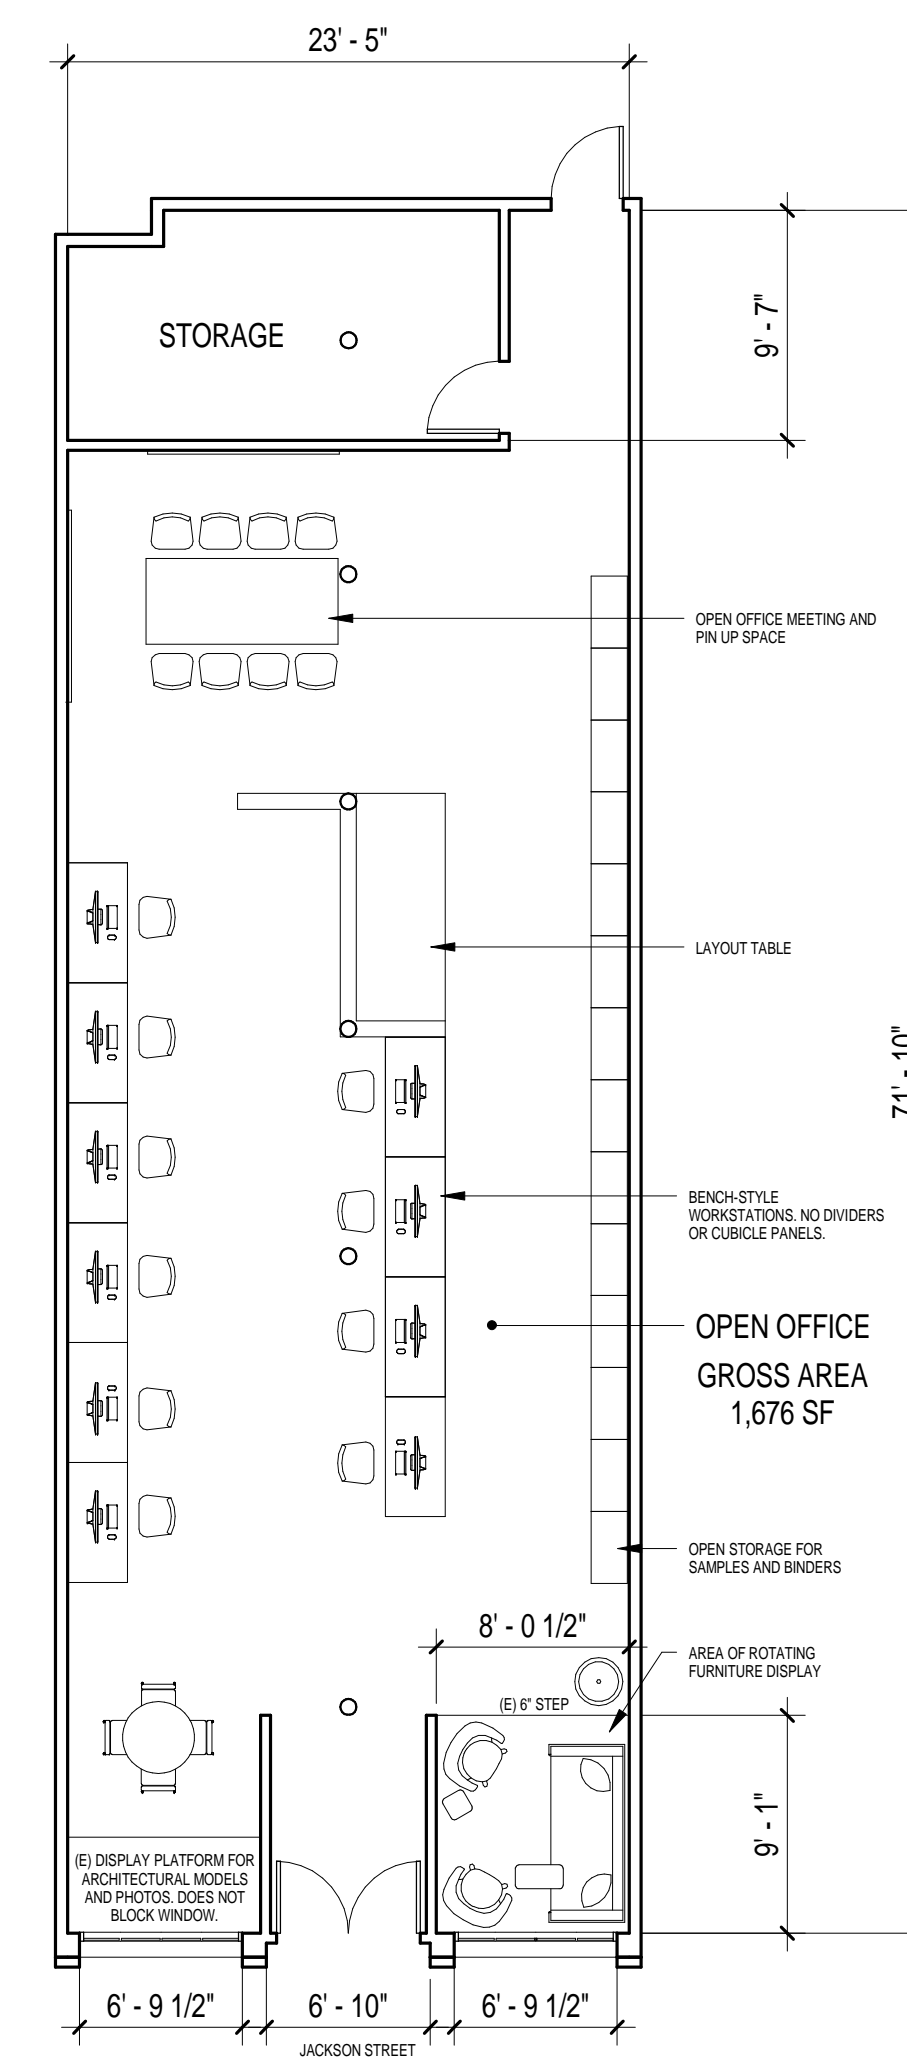 23' - 5"
9' - 7"
STORAGE
OPEN OFFICE MEETING AND
PIN UP SPACE
LAYOUT TABLE
71' - 10"
BENCH-STYLE
WORKSTATIONS. NO DIVIDERS
OR CUBICLE PANELS.
OPEN OFFICE
GROSS AREA
1,676 SF
OPEN STORAGE FOR
SAMPLES AND BINDERS
8' - 0 1/2"
AREA OF ROTATING
FURNITURE DISPLAY
(E) 6" STEP
9' - 1"
(E) DISPLAY PLATFORM FOR
ARCHITECTURAL MODELS
AND PHOTOS. DOES NOT
BLOCK WINDOW.
6' - 9 1/2"
6' - 10"
6' - 9 1/2"
JACKSON STREET